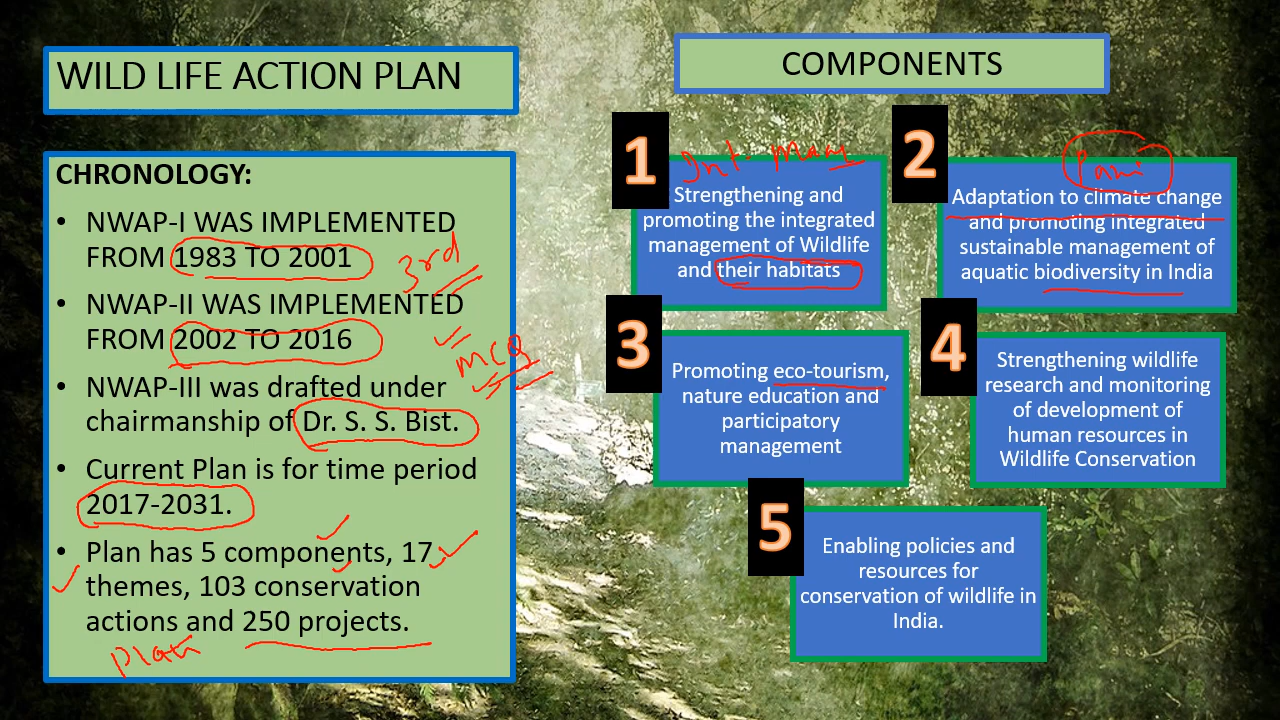 WILD LIFE ACTION PLAN
CHRONOLOGY:
• NWAP-I WAS IMPLEMENTED
FROM 1983 TO 2001
3rd
• NWAP-II WAS IMPLEMENTED
FROM 2002 TO 2016
MCQ
• NWAP-III was drafted under
chairmanship of Dr. S. S. Bist.
• Current Plan is for time period
2017-2031.
• Plan has 5 components, 17
themes, 103 conservation
actions and 250 projects.
Plan
COMPONENTS
1
Int. Man
Strengthening and
promoting the integrated
management of Wildlife
and their habitats
2
Pani
Adaptation to climate change
and promoting integrated
sustainable management of
aquatic biodiversity in India
3
Promoting eco-tourism,
nature education and
participatory
management
4
Strengthening wildlife
research and monitoring
of development of
human resources in
Wildlife Conservation
5
Enabling policies and
resources for
conservation of wildlife in
India.